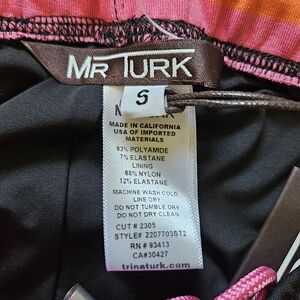 MR TURK
S
MADE IN CALIFORNIA
USA OF IMPORTED
MATERIALS
93% POLYAMIDE
7% ELASTANE
LINING
88% NYLON
12% ELASTANE
MACHINE WASH COLD
LINE DRY
DO NOT TUMBLE DRY
DO NOT DRY CLEAN
CUT # 2305
STYLE# 2207703ST2
RN # 93413
CA#30427
trinaturk.com